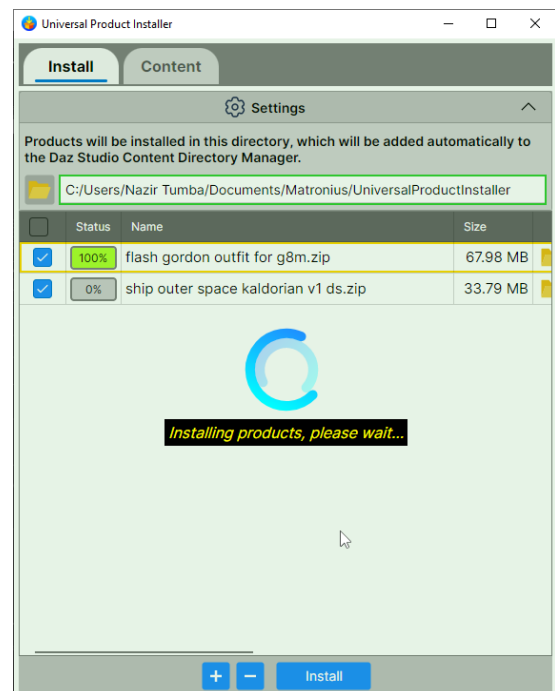 Universal Product Installer
Install Content
Settings
Products will be installed in this directory, which will be added automatically to
the Daz Studio Content Directory Manager.
C:/Users/Nazir Tumba/Documents/Matronius/UniversalProductInstaller
Status Name Size
100% flash gordon outfit for g8m.zip 67.98 MB
0% ship outer space kaldorian v1 ds.zip 33.79 MB
Installing products, please wait...
Install